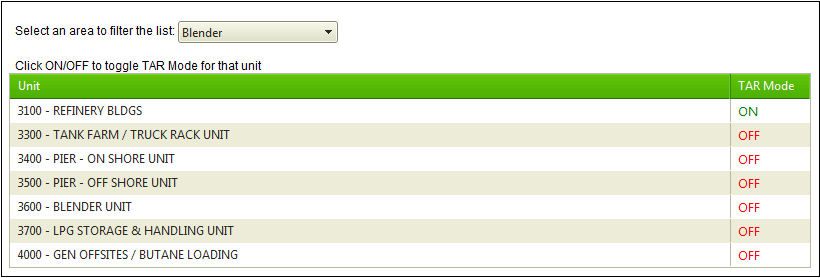 Select an area to filter the list: Blender
Click ON/OFF to toggle TAR Mode for that unit
Unit TAR Mode
3100 - REFINERY BLDGS ON
3300 - TANK FARM / TRUCK RACK UNIT OFF
3400 - PIER - ON SHORE UNIT OFF
3500 - PIER - OFF SHORE UNIT OFF
3600 - BLENDER UNIT OFF
3700 - LPG STORAGE & HANDLING UNIT OFF
4000 - GEN OFFSITES / BUTANE LOADING OFF